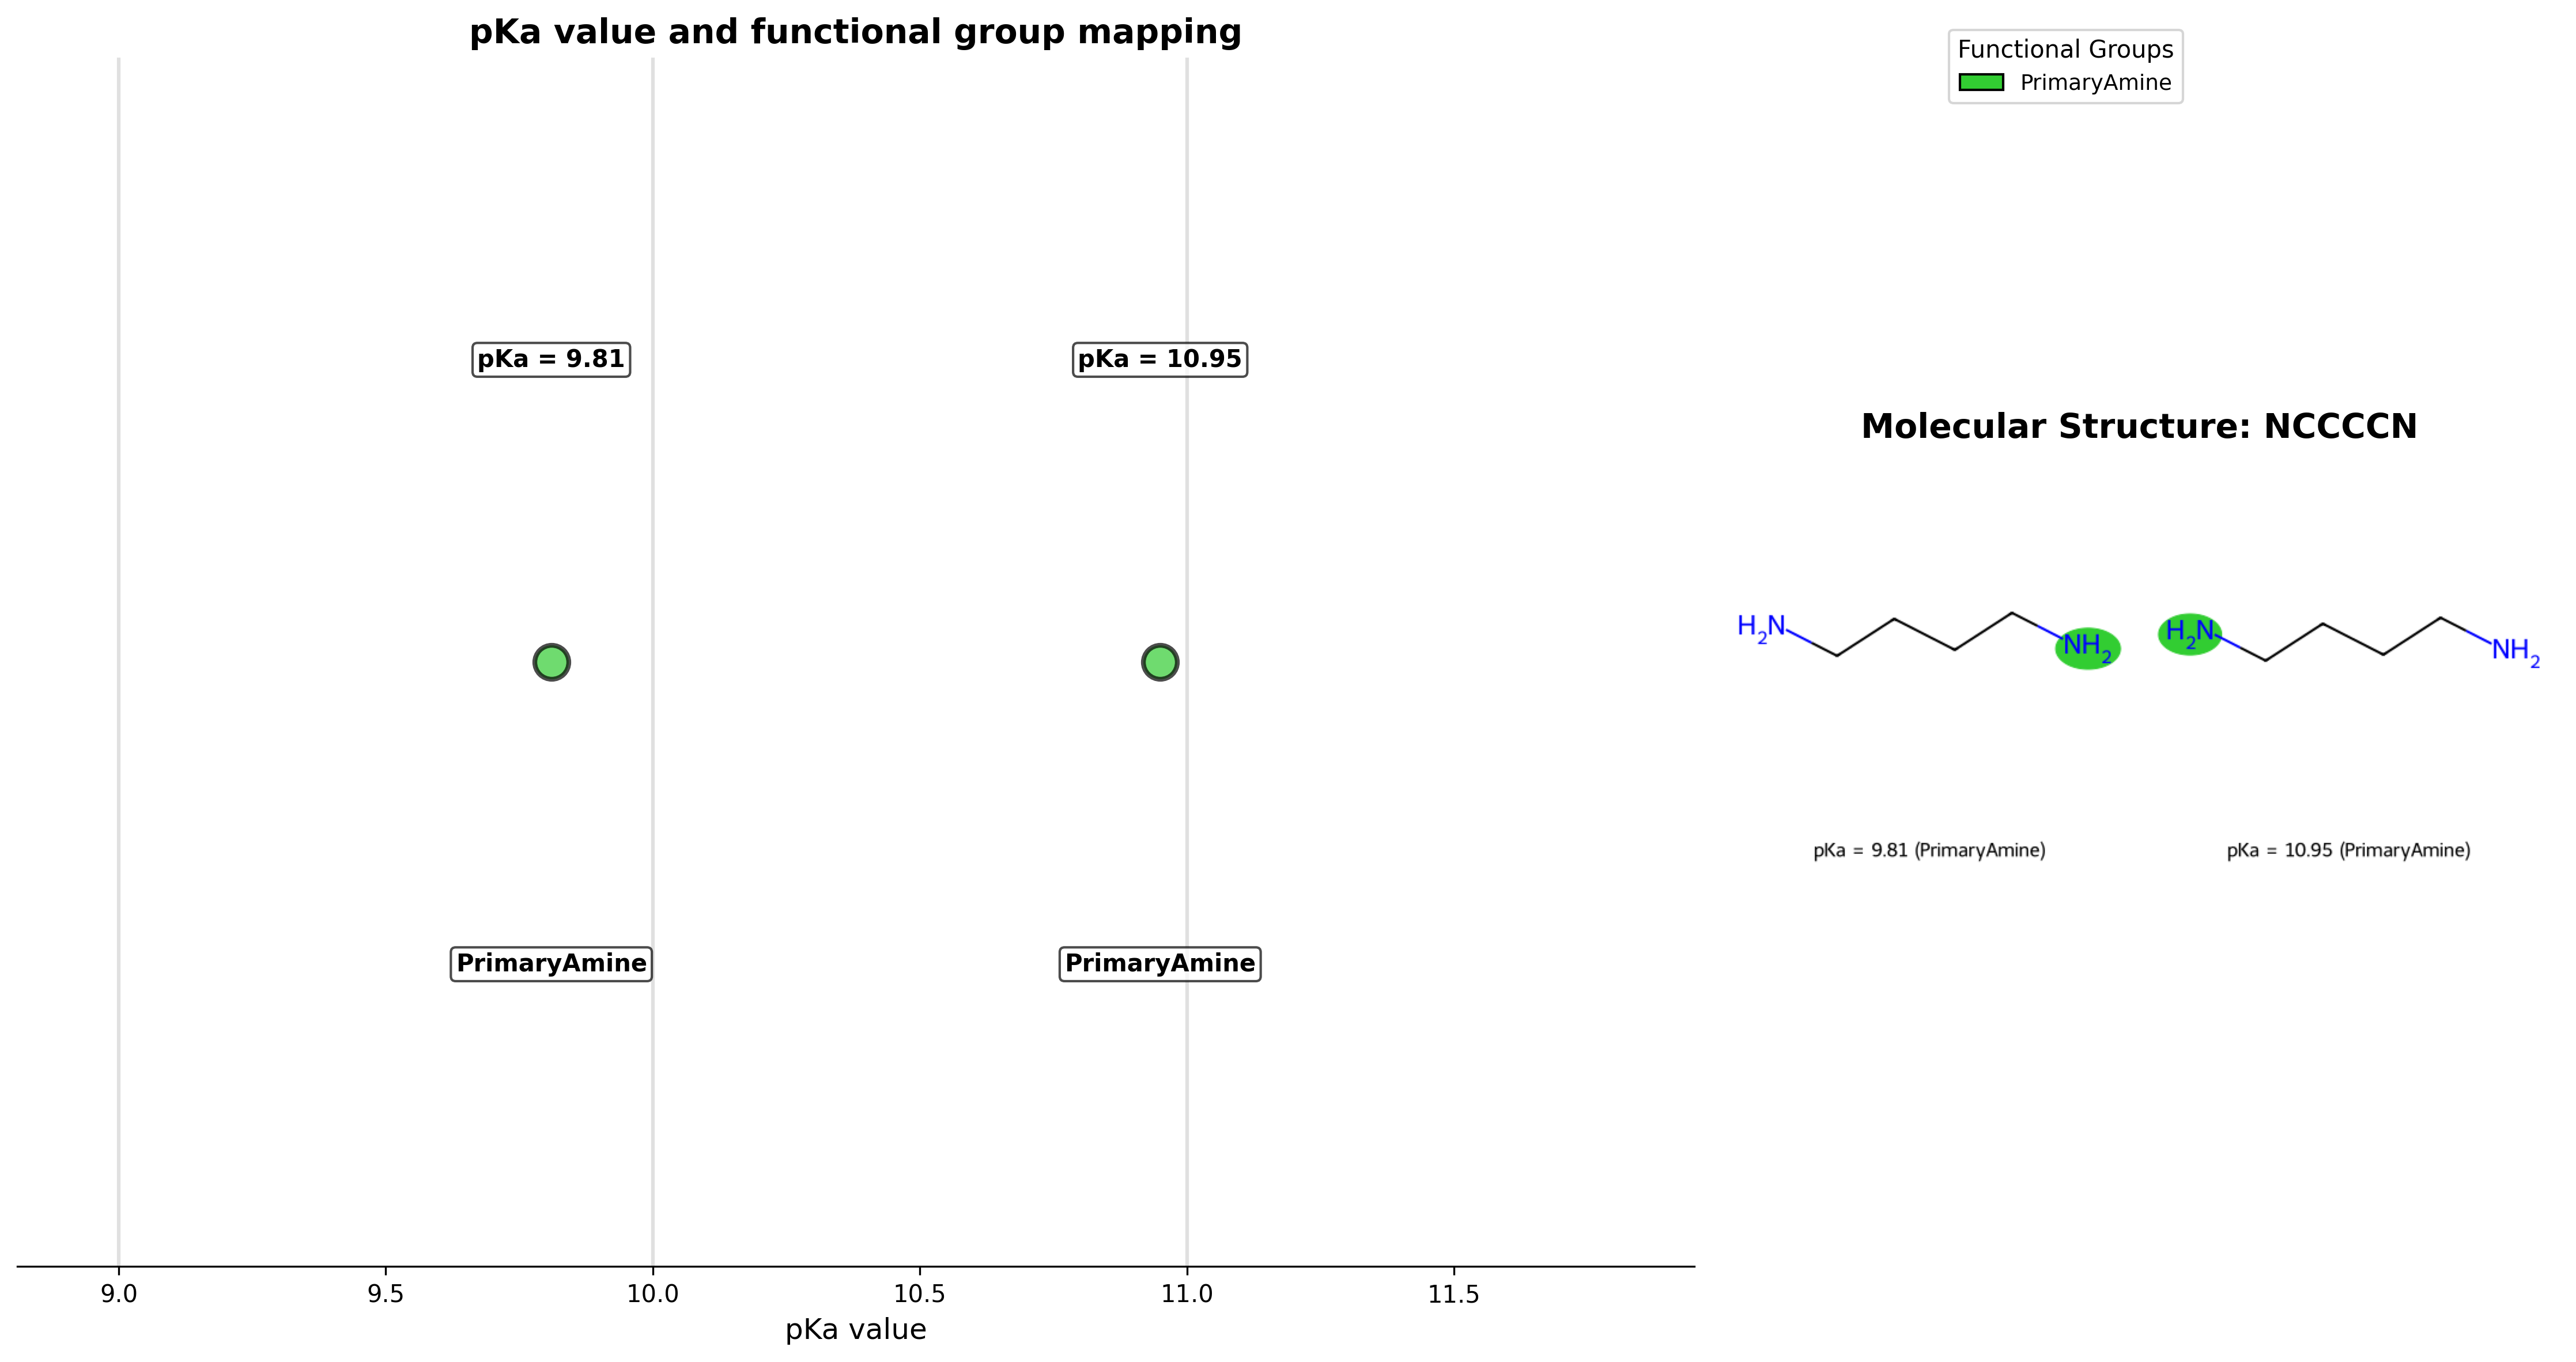 pKa value and functional group mapping
pKa = 9.81
pKa = 10.95
PrimaryAmine
PrimaryAmine
9.0
9.5
10.0
10.5
11.0
11.5
pKa value
Functional Groups
PrimaryAmine
Molecular Structure: NCCCCN
H2N
NH2
H2N
NH2
pKa = 9.81 (PrimaryAmine)
pKa = 10.95 (PrimaryAmine)